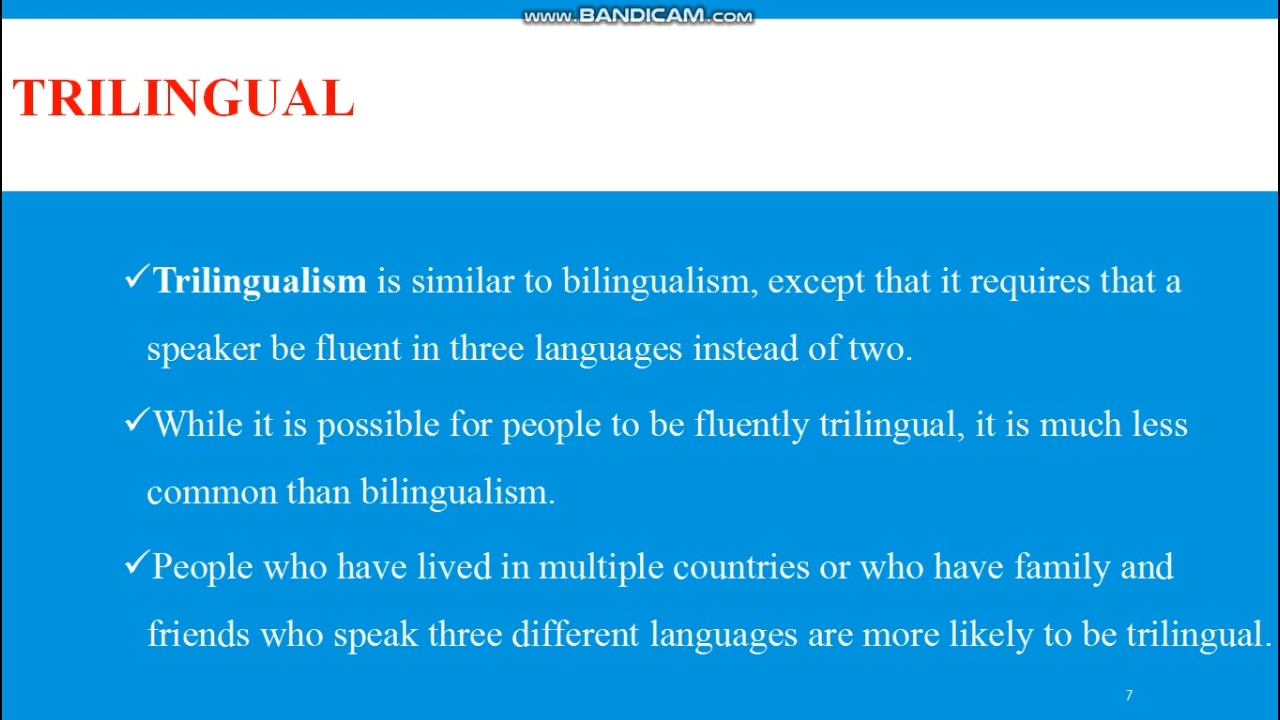 WWW.BANDICAM.COM
TRILINGUAL
✓Trilingualism is similar to bilingualism, except that it requires that a
speaker be fluent in three languages instead of two.
✓While it is possible for people to be fluently trilingual, it is much less
common than bilingualism.
✓People who have lived in multiple countries or who have family and
friends who speak three different languages are more likely to be trilingual.
7